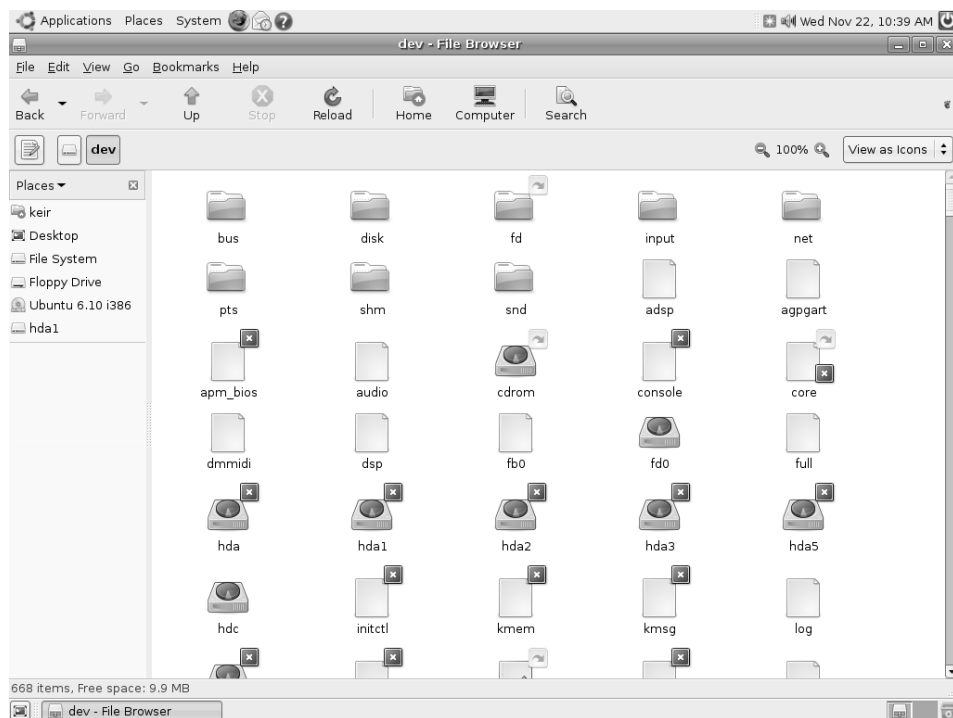 Applications Places System Wed Nov 22, 10:39 AM
dev - File Browser
File Edit View Go Bookmarks Help
Back Forward Up Stop Reload Home Computer Search
dev 100% View as Icons
Places
keir
Desktop
File System
Floppy Drive
Ubuntu 6.10 i386
hda1
bus disk fd input net
pts shm snd adsp agpgart
apm_bios audio cdrom console core
dmmidi dsp fb0 fd0 full
hda hda1 hda2 hda3 hda5
hdc initctl kmem kmsg log
668 items, Free space: 9.9 MB
dev - File Browser